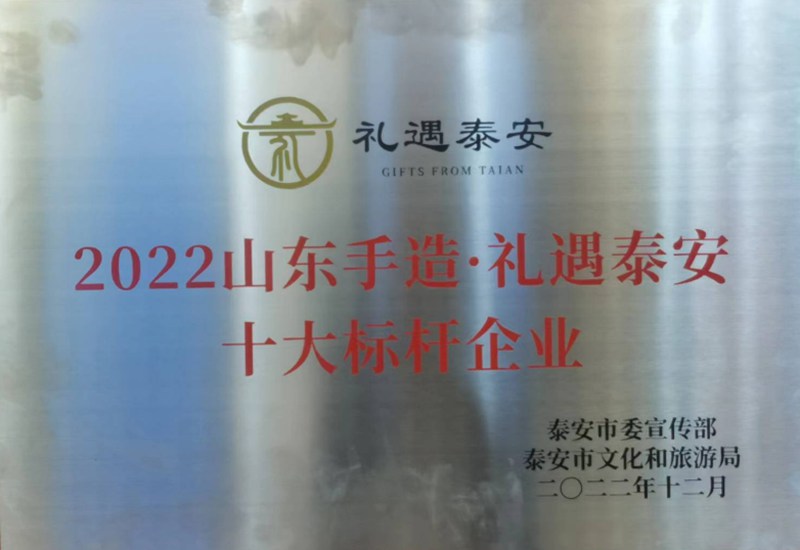 礼遇泰安
GIFTS FROM TAIAN
2022山东手造·礼遇泰安
十大标杆企业
泰安市委宣传部
泰安市文化和旅游局
二〇二二年十二月